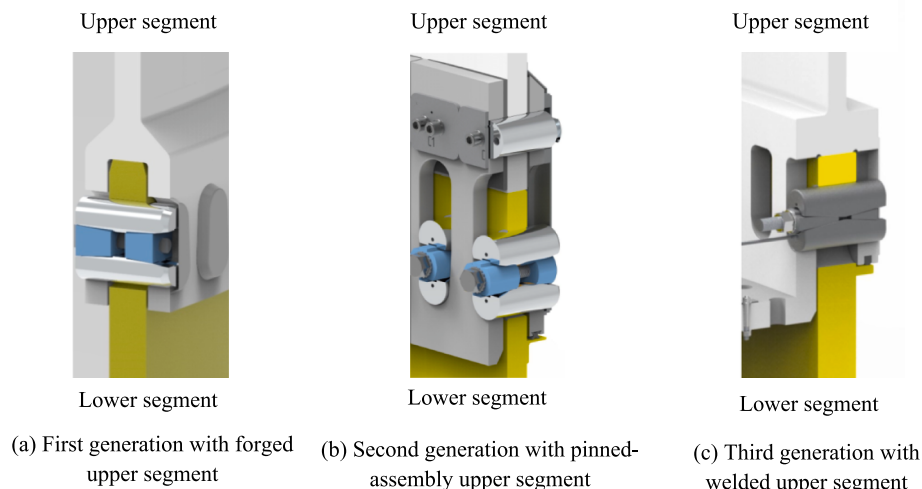 Upper segment
Upper segment
Upper segment
Lower segment
Lower segment
Lower segment
(a) First generation with forged
upper segment
(b) Second generation with pinned-
assembly upper segment
(c) Third generation with
welded upper segment